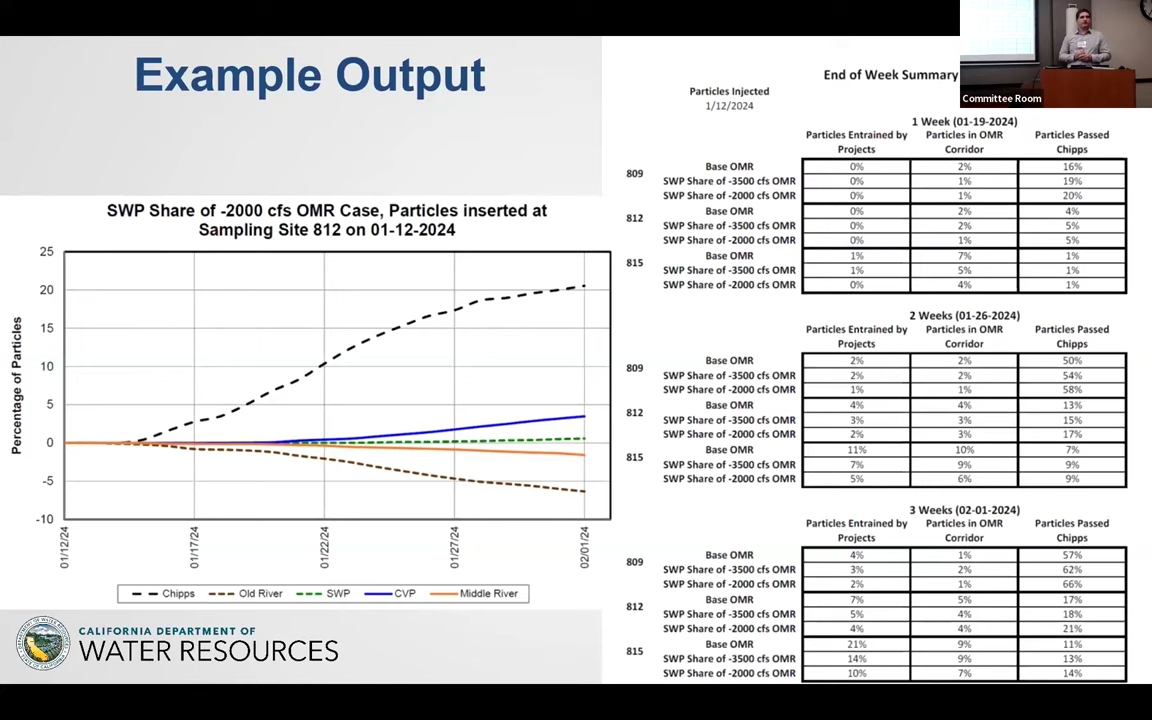 Example Output
SWP Share of -2000 cfs OMR Case, Particles inserted at
Sampling Site 812 on 01-12-2024
Percentage of Particles
25
20
15
10
5
0
-5
-10
01/12/24
01/17/24
01/22/24
01/27/24
02/01/24
Chipps Old River SWP CVP Middle River
CALIFORNIA DEPARTMENT OF
WATER RESOURCES
End of Week Summary
Particles Injected
1/12/2024
Committee Room
1 Week (01-19-2024)
Particles Entrained by Particles in OMR Particles Passed
Projects Corridor Chipps
809
Base OMR 0% 2% 16%
SWP Share of -3500 cfs OMR 0% 1% 19%
SWP Share of -2000 cfs OMR 0% 1% 20%
812
Base OMR 0% 2% 4%
SWP Share of -3500 cfs OMR 0% 2% 5%
SWP Share of -2000 cfs OMR 0% 1% 5%
815
Base OMR 1% 7% 1%
SWP Share of -3500 cfs OMR 1% 5% 1%
SWP Share of -2000 cfs OMR 0% 4% 1%
2 Weeks (01-26-2024)
Particles Entrained by Particles in OMR Particles Passed
Projects Corridor Chipps
809
Base OMR 2% 2% 50%
SWP Share of -3500 cfs OMR 2% 2% 54%
SWP Share of -2000 cfs OMR 1% 1% 58%
812
Base OMR 4% 4% 13%
SWP Share of -3500 cfs OMR 3% 3% 15%
SWP Share of -2000 cfs OMR 2% 3% 17%
815
Base OMR 11% 10% 7%
SWP Share of -3500 cfs OMR 7% 9% 9%
SWP Share of -2000 cfs OMR 5% 6% 9%
3 Weeks (02-01-2024)
Particles Entrained by Particles in OMR Particles Passed
Projects Corridor Chipps
809
Base OMR 4% 1% 57%
SWP Share of -3500 cfs OMR 3% 2% 62%
SWP Share of -2000 cfs OMR 2% 1% 66%
812
Base OMR 7% 5% 17%
SWP Share of -3500 cfs OMR 5% 4% 18%
SWP Share of -2000 cfs OMR 4% 4% 21%
815
Base OMR 21% 9% 11%
SWP Share of -3500 cfs OMR 14% 9% 13%
SWP Share of -2000 cfs OMR 10% 7% 14%